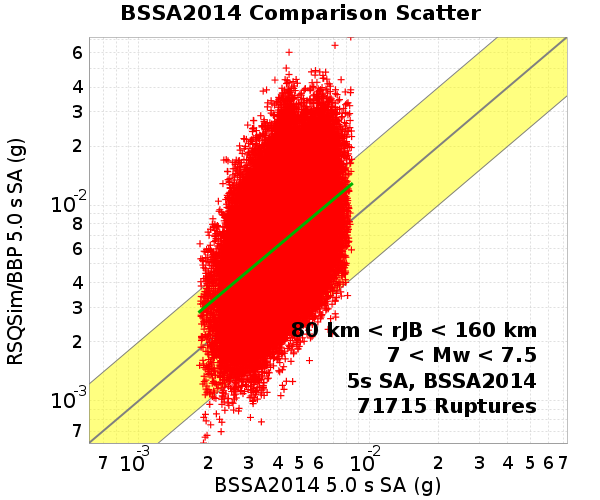 BSSA2014 Comparison Scatter
RSQSim/BBP 5.0 s SA (g)
6
4
3
2
10-2
8
6
4
3
2
10-3
7
80 km < rJB < 160 km
7 < Mw < 7.5
5s SA, BSSA2014
71715 Ruptures
7 10-3 2 3 4 5 6 10-2 2 3 4 5 6 7
BSSA2014 5.0 s SA (g)